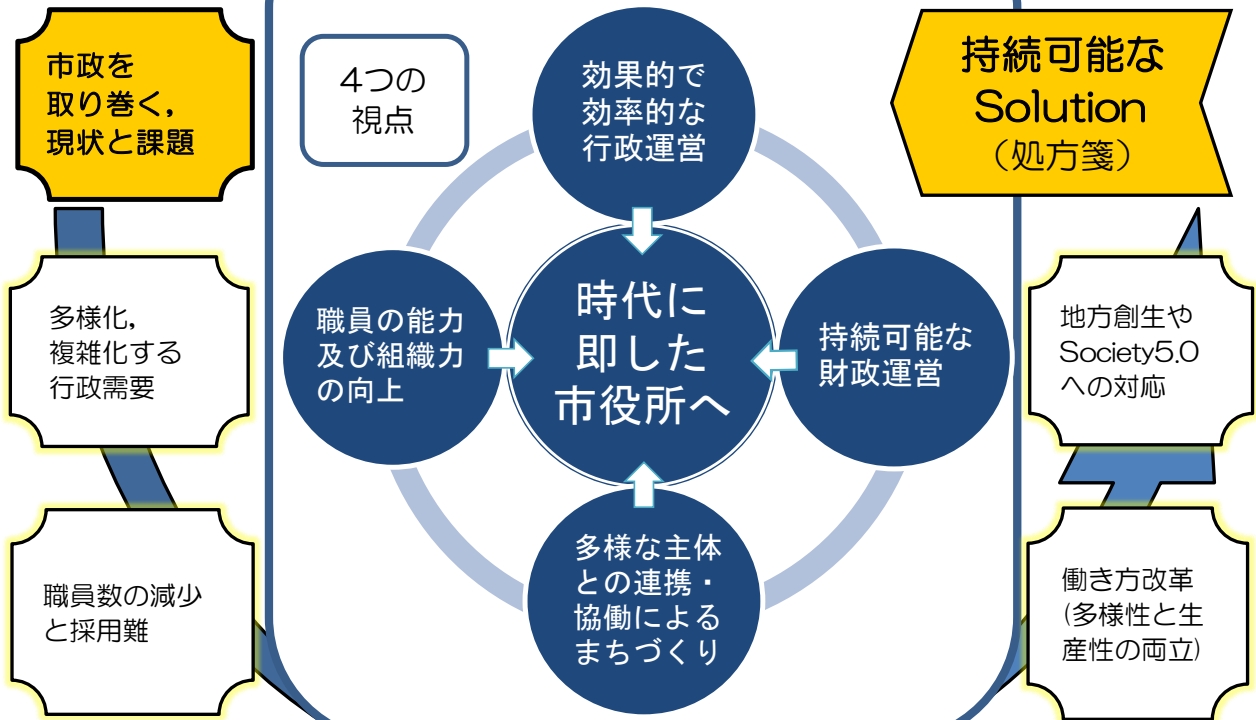 市政を
取り巻く，
現状と課題
多様化，
複雑化する
行政需要
職員数の減少
と採用難
4つの
視点
効果的で
効率的な
行政運営
職員の能力
及び組織力
の向上
時代に
即した
市役所へ
持続可能な
財政運営
多様な主体
との連携・
協働による
まちづくり
持続可能な
Solution
（処方箋）
地方創生や
Society5.0
への対応
働き方改革
(多様性と生
産性の両立)